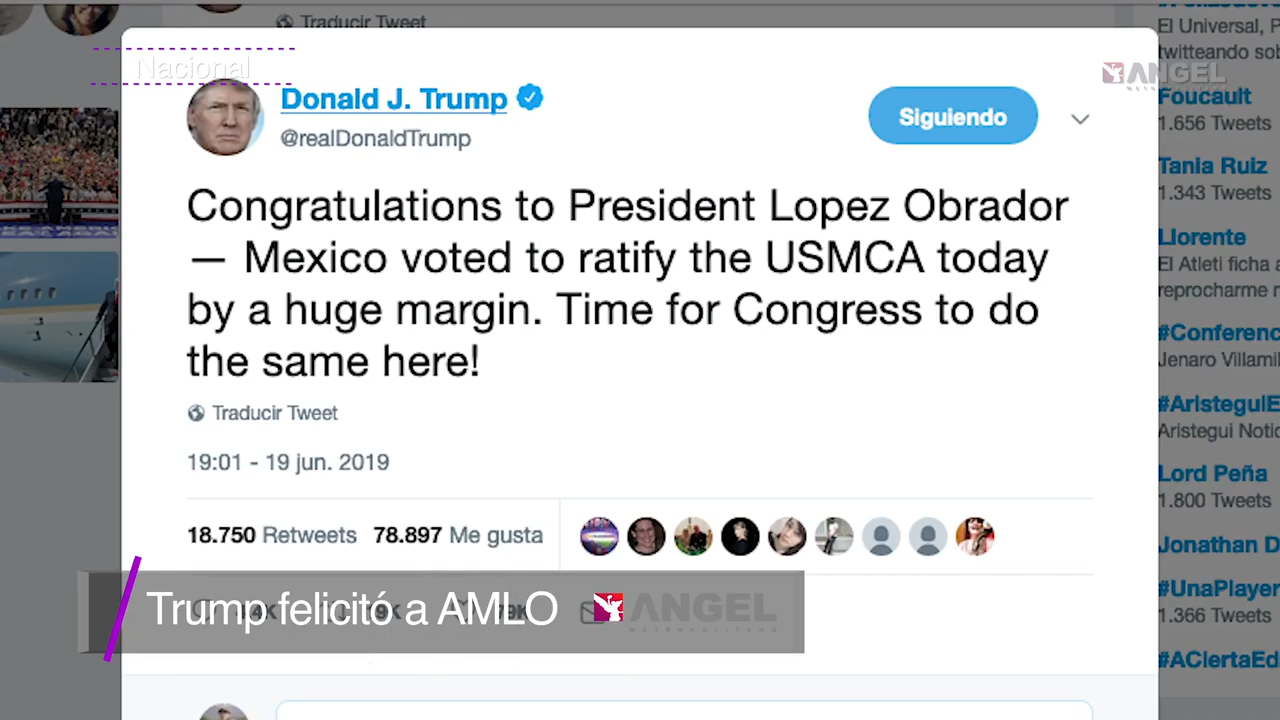 Traducir Tweet
Nacional
Donald J. Trump
@realDonaldTrump
Siguiendo
ANGEL
METROPOLITANO
Congratulations to President Lopez Obrador
— Mexico voted to ratify the USMCA today
by a huge margin. Time for Congress to do
the same here!
Traducir Tweet
19:01 - 19 jun. 2019
18.750 Retweets 78.897 Me gusta
Trump felicitó a AMLO
ANGEL
METROPOLITANO
El Universal, P
twitteando sob
Foucault
1.656 Tweets
Tania Ruiz
1.343 Tweets
Llorente
El Atleti ficha a
reprocharme n
#Conferenc
Jenaro Villamil
#AristeguiE
Aristegui Notic
Lord Peña
1.800 Tweets
Jonathan D
#UnaPlayer
1.366 Tweets
#ACiertaEd